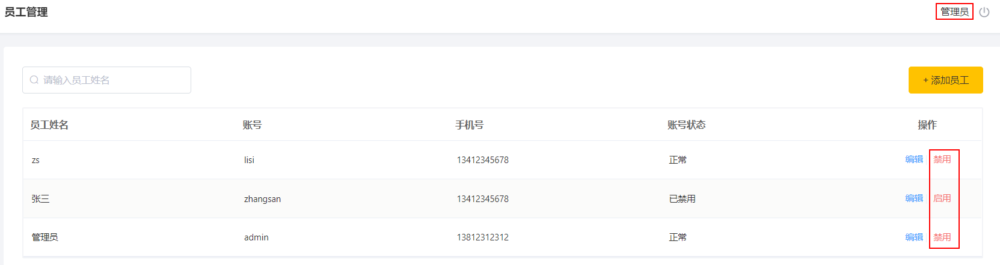 员工管理 管理员
请输入员工姓名 + 添加员工
员工姓名 账号 手机号 账号状态 操作
zs lisi 13412345678 正常 编辑 禁用
张三 zhangsan 13412345678 已禁用 编辑 启用
管理员 admin 13812312312 正常 编辑 禁用